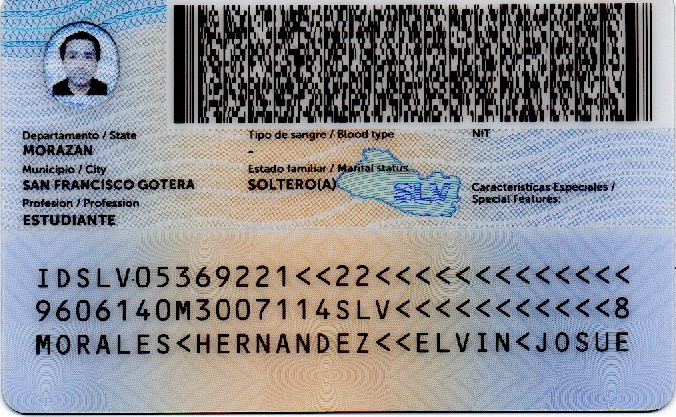 Departamento / State
MORAZAN
Municipio / City
SAN FRANCISCO GOTERA
Profesion / Profession
ESTUDIANTE
Tipo de sangre / Blood type
-
Estado familiar / Marital status
SOLTERO(A)
SLV
NIT
Características Especiales /
Special Features:
IDSLV05369221<<22<<<<<<<<<<<<<
9606140M3007114SLV<<<<<<<<<<<8
MORALES<HERNANDEZ<<ELVIN<JOSUE